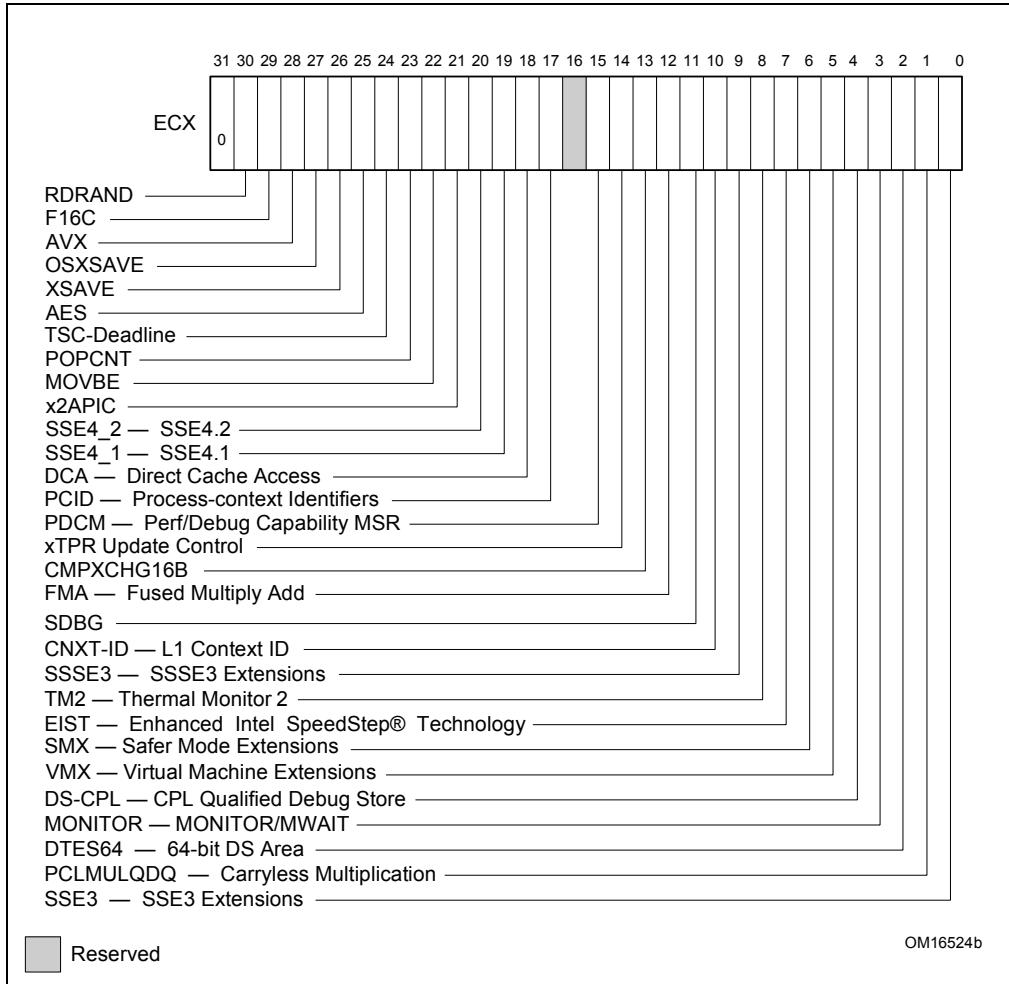 31 30 29 28 27 26 25 24 23 22 21 20 19 18 17 16 15 14 13 12 11 10 9 8 7 6 5 4 3 2 1 0
ECX
0
RDRAND
F16C
AVX
OSXSAVE
XSAVE
AES
TSC-Deadline
POPCNT
MOVBE
x2APIC
SSE4_2 — SSE4.2
SSE4_1 — SSE4.1
DCA — Direct Cache Access
PCID — Process-context Identifiers
PDCM — Perf/Debug Capability MSR
xTPR Update Control
CMPXCHG16B
FMA — Fused Multiply Add
SDBG
CNXT-ID — L1 Context ID
SSSE3 — SSSE3 Extensions
TM2 — Thermal Monitor 2
EIST — Enhanced Intel SpeedStep® Technology
SMX — Safer Mode Extensions
VMX — Virtual Machine Extensions
DS-CPL — CPL Qualified Debug Store
MONITOR — MONITOR/MWAIT
DTES64 — 64-bit DS Area
PCLMULQDQ — Carryless Multiplication
SSE3 — SSE3 Extensions
Reserved
OM16524b